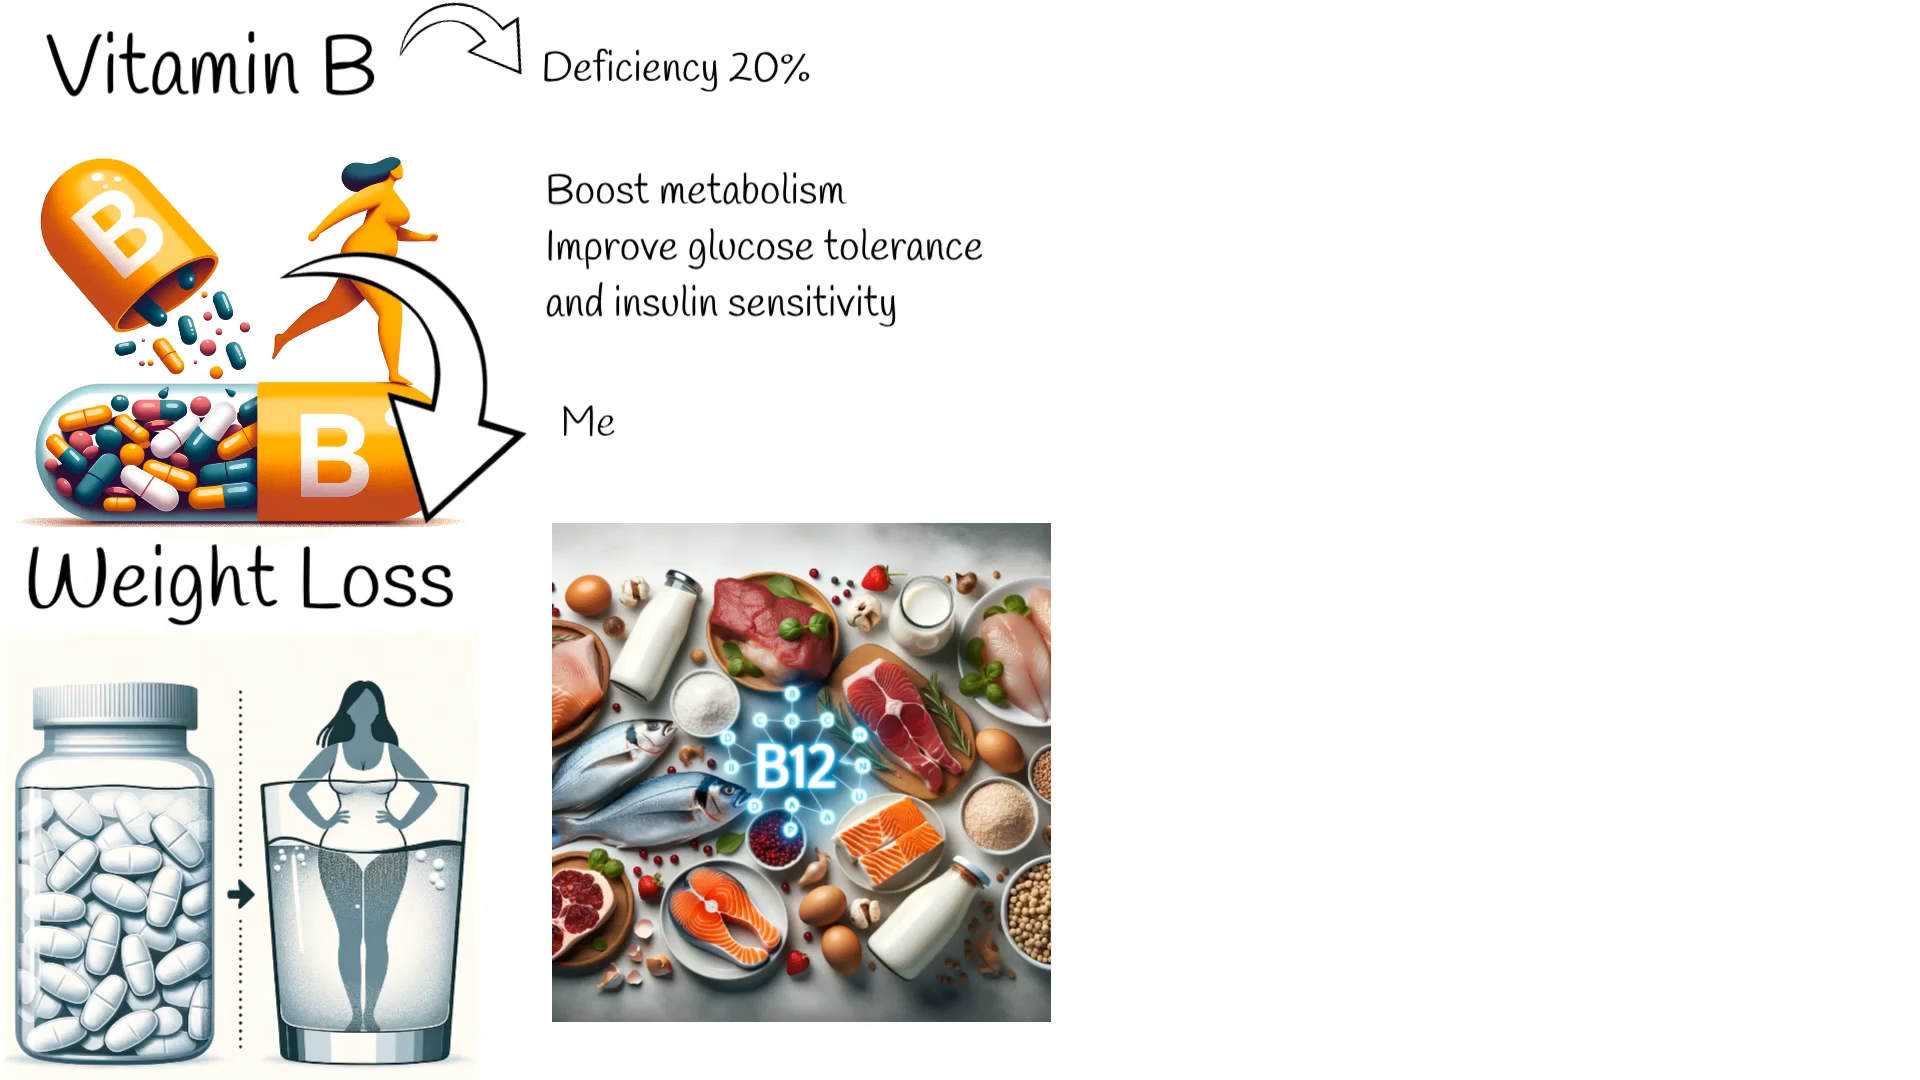 Vitamin B
Deficiency 20%
Boost metabolism
Improve glucose tolerance
and insulin sensitivity
B
B
Me
Weight Loss
B
C B C
D H
B12
B N
D A U
P A